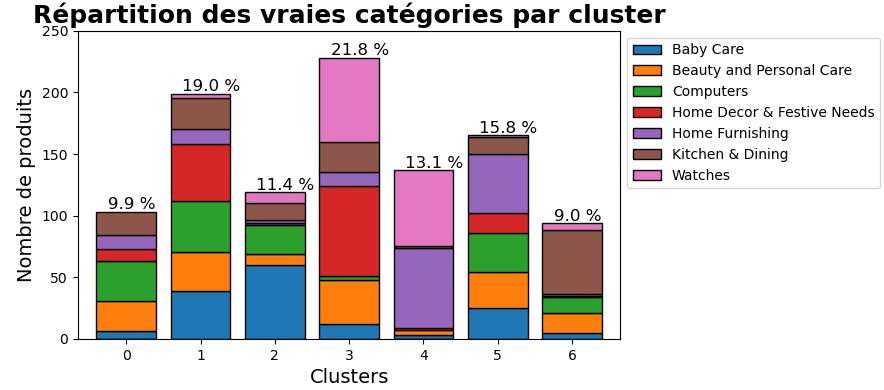 Répartition des vraies catégories par cluster
250
200
150
100
50
0
Nombre de produits
9.9 %
19.0 %
11.4 %
21.8 %
13.1 %
15.8 %
9.0 %
0 1 2 3 4 5 6
Clusters
Baby Care
Beauty and Personal Care
Computers
Home Decor & Festive Needs
Home Furnishing
Kitchen & Dining
Watches